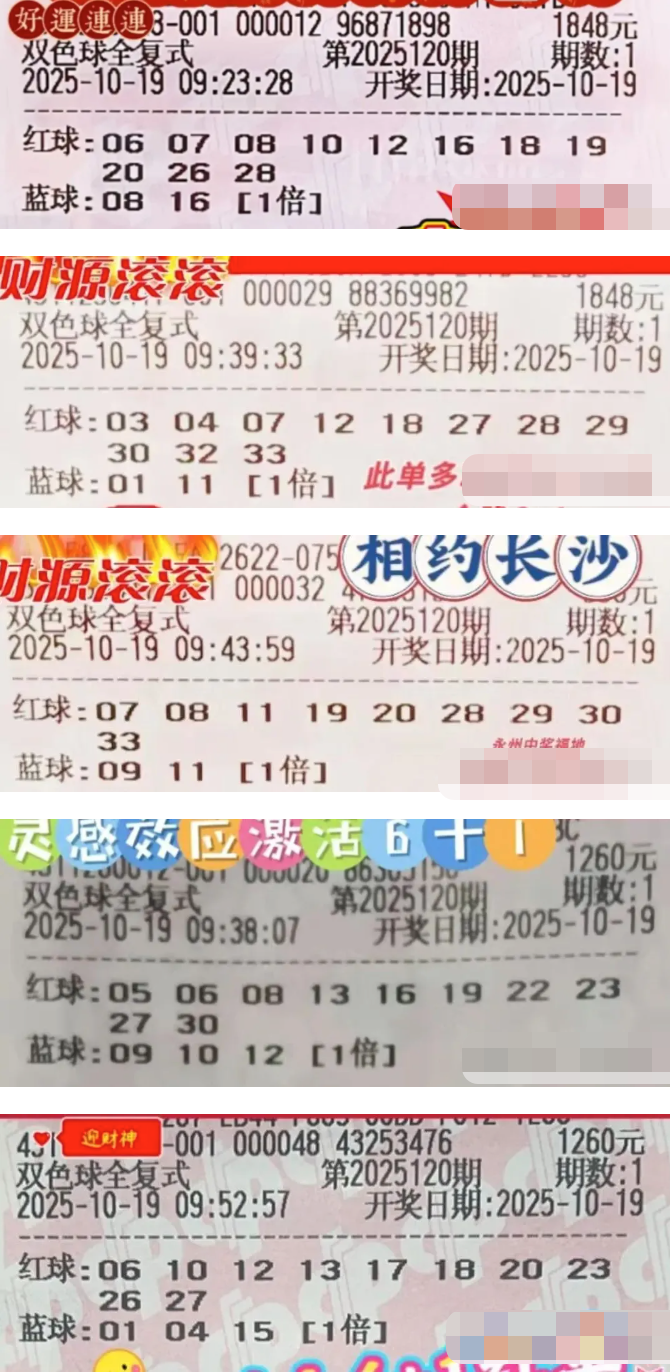 好運連連
3-001 000012 96871898 1848元
双色球全复式 第2025120期 期数:1
2025-10-19 09:23:28 开奖日期:2025-10-19
红球:06 07 08 10 12 16 18 19
20 26 28
蓝球:08 16 [1倍]
财源滚滚
000029 88369982 1848元
双色球全复式 第2025120期 期数:1
2025-10-19 09:39:33 开奖日期:2025-10-19
红球:03 04 07 12 18 27 28 29
30 32 33
蓝球:01 11 [1倍]
此单多
财源滚滚
相约长沙
2622-075
000032 元
双色球全复式 第2025120期 期数:1
2025-10-19 09:43:59 开奖日期:2025-10-19
红球:07 08 11 19 20 28 29 30
33
永州中奖福地
蓝球:09 11 [1倍]
灵感效应激活6十1
1260元
双色球全复式 第2025120期 期数:1
2025-10-19 09:38:07 开奖日期:2025-10-19
红球:05 06 08 13 16 19 22 23
27 30
蓝球:09 10 12 [1倍]
迎财神
-001 000048 43253476 1260元
双色球全复式 第2025120期 期数:1
2025-10-19 09:52:57 开奖日期:2025-10-19
红球:06 10 12 13 17 18 20 23
26 27
蓝球:01 04 15 [1倍]